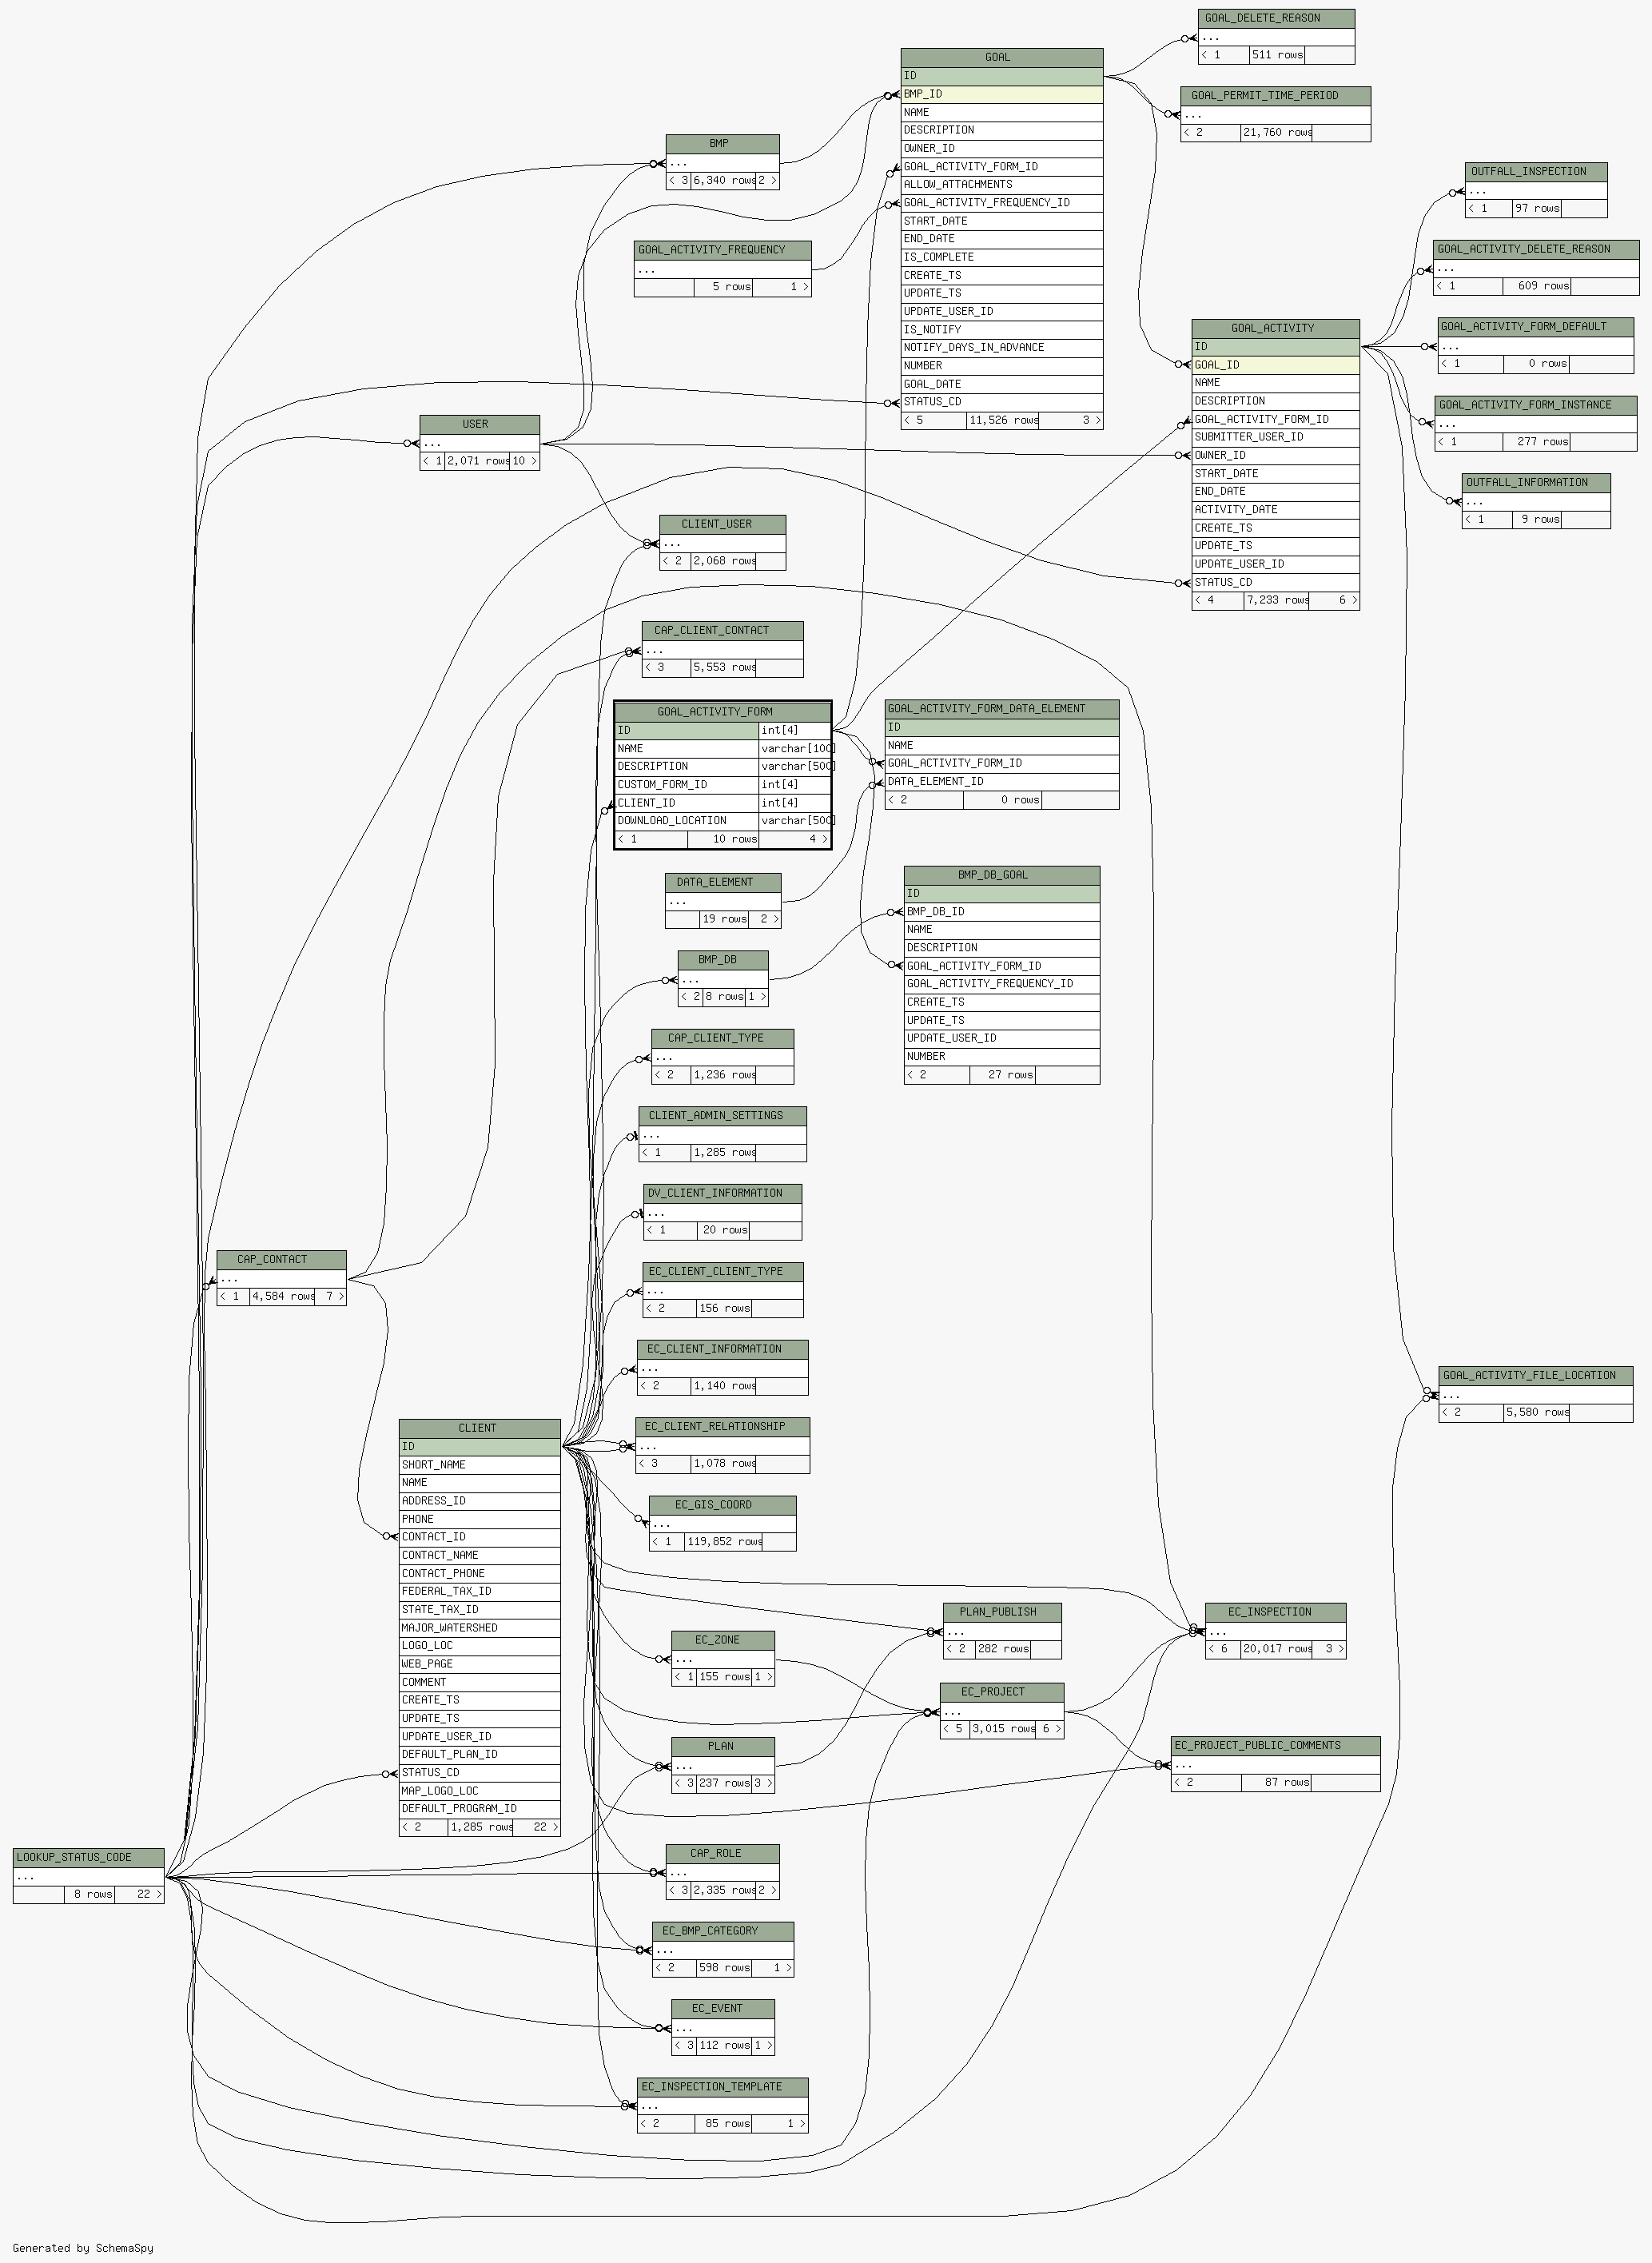 GOAL_DELETE_REASON
...
< 1 511 rows
GOAL
ID
BMP_ID
NAME
DESCRIPTION
OWNER_ID
GOAL_ACTIVITY_FORM_ID
ALLOW_ATTACHMENTS
GOAL_ACTIVITY_FREQUENCY_ID
START_DATE
END_DATE
IS_COMPLETE
CREATE_TS
UPDATE_TS
UPDATE_USER_ID
IS_NOTIFY
NOTIFY_DAYS_IN_ADVANCE
NUMBER
GOAL_DATE
STATUS_CD
< 5 11,526 rows 3 >
GOAL_PERMIT_TIME_PERIOD
...
< 2 21,760 rows
BMP
...
< 3 6,340 rows 2 >
OUTFALL_INSPECTION
...
< 1 97 rows
GOAL_ACTIVITY_FREQUENCY
...
5 rows 1 >
GOAL_ACTIVITY_DELETE_REASON
...
< 1 609 rows
GOAL_ACTIVITY
ID
GOAL_ID
NAME
DESCRIPTION
GOAL_ACTIVITY_FORM_ID
SUBMITTER_USER_ID
OWNER_ID
START_DATE
END_DATE
ACTIVITY_DATE
CREATE_TS
UPDATE_TS
UPDATE_USER_ID
STATUS_CD
< 4 7,233 rows 6 >
GOAL_ACTIVITY_FORM_DEFAULT
...
< 1 0 rows
GOAL_ACTIVITY_FORM_INSTANCE
...
< 1 277 rows
USER
...
< 1 2,071 rows 10 >
OUTFALL_INFORMATION
...
< 1 9 rows
CLIENT_USER
...
< 2 2,068 rows
CAP_CLIENT_CONTACT
...
< 3 5,553 rows
GOAL_ACTIVITY_FORM
ID int[4]
NAME varchar[100]
DESCRIPTION varchar[500]
CUSTOM_FORM_ID int[4]
CLIENT_ID int[4]
DOWNLOAD_LOCATION varchar[500]
< 1 10 rows 4 >
GOAL_ACTIVITY_FORM_DATA_ELEMENT
ID
NAME
GOAL_ACTIVITY_FORM_ID
DATA_ELEMENT_ID
< 2 0 rows
DATA_ELEMENT
...
19 rows 2 >
BMP_DB_GOAL
ID
BMP_DB_ID
NAME
DESCRIPTION
GOAL_ACTIVITY_FORM_ID
GOAL_ACTIVITY_FREQUENCY_ID
CREATE_TS
UPDATE_TS
UPDATE_USER_ID
NUMBER
< 2 27 rows
BMP_DB
...
< 2 8 rows 1 >
CAP_CLIENT_TYPE
...
< 2 1,236 rows
CLIENT_ADMIN_SETTINGS
...
< 1 1,285 rows
DV_CLIENT_INFORMATION
...
< 1 20 rows
CAP_CONTACT
...
< 1 4,584 rows 7 >
EC_CLIENT_CLIENT_TYPE
...
< 2 156 rows
EC_CLIENT_INFORMATION
...
< 2 1,140 rows
GOAL_ACTIVITY_FILE_LOCATION
...
< 2 5,580 rows
CLIENT
ID
SHORT_NAME
NAME
ADDRESS_ID
PHONE
CONTACT_ID
CONTACT_NAME
CONTACT_PHONE
FEDERAL_TAX_ID
STATE_TAX_ID
MAJOR_WATERSHED
LOGO_LOC
WEB_PAGE
COMMENT
CREATE_TS
UPDATE_TS
UPDATE_USER_ID
DEFAULT_PLAN_ID
STATUS_CD
MAP_LOGO_LOC
DEFAULT_PROGRAM_ID
< 2 1,285 rows 22 >
EC_CLIENT_RELATIONSHIP
...
< 3 1,078 rows
EC_GIS_COORD
...
< 1 119,852 rows
PLAN_PUBLISH
...
< 2 282 rows
EC_INSPECTION
...
< 6 20,017 rows 3 >
EC_ZONE
...
< 1 155 rows 1 >
EC_PROJECT
...
< 5 3,015 rows 6 >
PLAN
...
< 3 237 rows 3 >
EC_PROJECT_PUBLIC_COMMENTS
...
< 2 87 rows
LOOKUP_STATUS_CODE
...
8 rows 22 >
CAP_ROLE
...
< 3 2,335 rows 2 >
EC_BMP_CATEGORY
...
< 2 598 rows 1 >
EC_EVENT
...
< 3 112 rows 1 >
EC_INSPECTION_TEMPLATE
...
< 2 85 rows 1 >
Generated by SchemaSpy